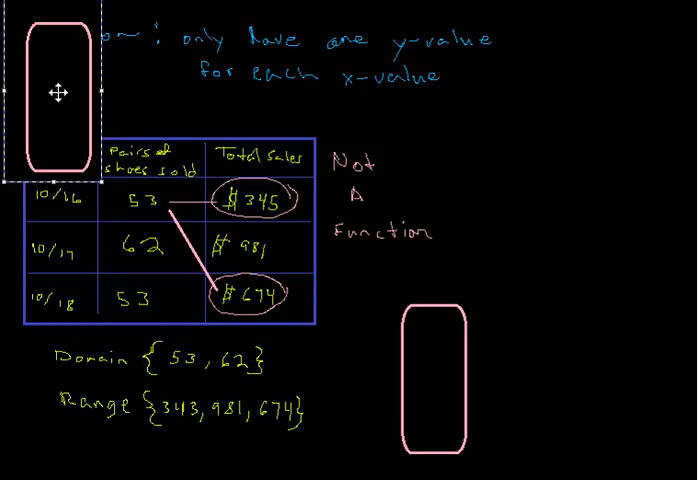 on : only have one y-value
for each x-value
Pairs of
shoes sold
Total Sales
10/16 53 $345
10/17 62 $981
10/18 53 $674
Not
A
Function
Domain {53, 62}
Range {343, 981, 674}